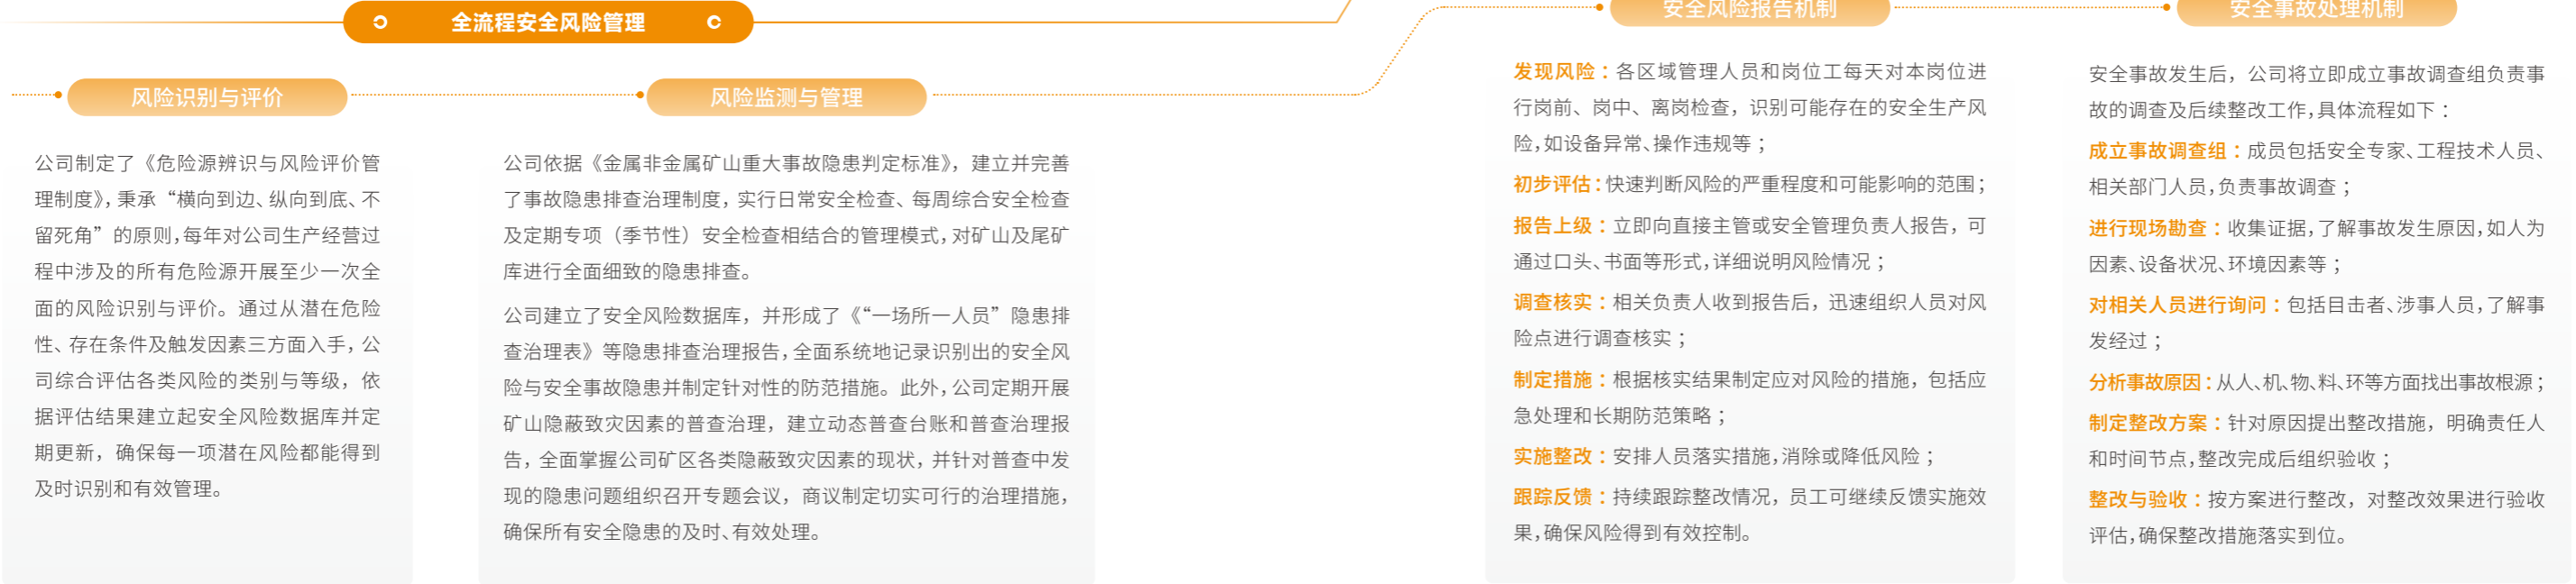 全流程安全风险管理
风险识别与评价
公司制定了《危险源辨识与风险评价管
理制度》，秉承“横向到边、纵向到底、不
留死角”的原则，每年对公司生产经营过
程中涉及的所有危险源开展至少一次全
面的风险识别与评价。通过从潜在危险
性、存在条件及触发因素三方面入手，公
司综合评估各类风险的类别与等级，依
据评估结果建立起安全风险数据库并定
期更新，确保每一项潜在风险都能得到
及时识别和有效管理。
风险监测与管理
公司依据《金属非金属矿山重大事故隐患判定标准》，建立并完善
了事故隐患排查治理制度，实行日常安全检查、每周综合安全检查
及定期专项（季节性）安全检查相结合的管理模式，对矿山及尾矿
库进行全面细致的隐患排查。
公司建立了安全风险数据库，并形成了《“一场所一人员”隐患排
查治理表》等隐患排查治理报告，全面系统地记录识别出的安全风
险与安全事故隐患并制定针对性的防范措施。此外，公司定期开展
矿山隐蔽致灾因素的普查治理，建立动态普查台账和普查治理报
告，全面掌握公司矿区各类隐蔽致灾因素的现状，并针对普查中发
现的隐患问题组织召开专题会议，商议制定切实可行的治理措施，
确保所有安全隐患的及时、有效处理。
安全风险报告机制
发现风险：各区域管理人员和岗位工每天对本岗位进
行岗前、岗中、离岗检查，识别可能存在的安全生产风
险，如设备异常、操作违规等；
初步评估：快速判断风险的严重程度和可能影响的范围；
报告上级：立即向直接主管或安全管理负责人报告，可
通过口头、书面等形式，详细说明风险情况；
调查核实：相关负责人收到报告后，迅速组织人员对风
险点进行调查核实；
制定措施：根据核实结果制定应对风险的措施，包括应
急处理和长期防范策略；
实施整改：安排人员落实措施，消除或降低风险；
跟踪反馈：持续跟踪整改情况，员工可继续反馈实施效
果，确保风险得到有效控制。
安全事故处理机制
安全事故发生后，公司将立即成立事故调查组负责事
故的调查及后续整改工作，具体流程如下：
成立事故调查组：成员包括安全专家、工程技术人员、
相关部门人员，负责事故调查；
进行现场勘查：收集证据，了解事故发生原因，如人为
因素、设备状况、环境因素等；
对相关人员进行询问：包括目击者、涉事人员，了解事
发经过；
分析事故原因：从人、机、物、料、环等方面找出事故根源；
制定整改方案：针对原因提出整改措施，明确责任人
和时间节点，整改完成后组织验收；
整改与验收：按方案进行整改，对整改效果进行验收
评估，确保整改措施落实到位。